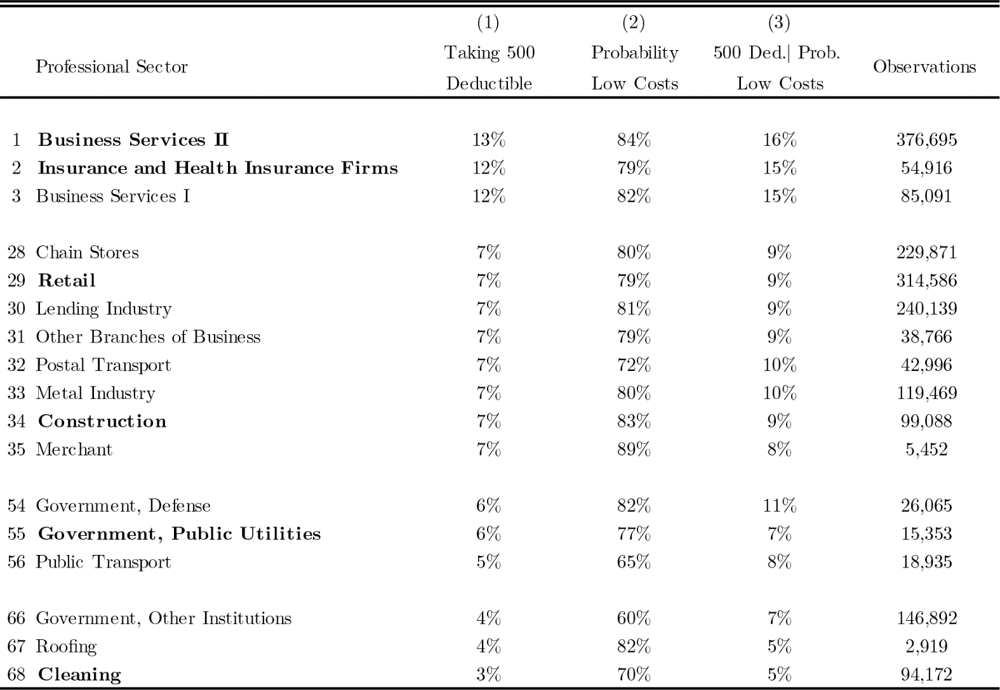 (1) (2) (3)
Taking 500 Probability 500 Ded.| Prob.
Professional Sector Observations
Deductible Low Costs Low Costs
1 Business Services II 13% 84% 16% 376,695
2 Insurance and Health Insurance Firms 12% 79% 15% 54,916
3 Business Services I 12% 82% 15% 85,091
28 Chain Stores 7% 80% 9% 229,871
29 Retail 7% 79% 9% 314,586
30 Lending Industry 7% 81% 9% 240,139
31 Other Branches of Business 7% 79% 9% 38,766
32 Postal Transport 7% 72% 10% 42,996
33 Metal Industry 7% 80% 10% 119,469
34 Construction 7% 83% 9% 99,088
35 Merchant 7% 89% 8% 5,452
54 Government, Defense 6% 82% 11% 26,065
55 Government, Public Utilities 6% 77% 7% 15,353
56 Public Transport 5% 65% 8% 18,935
66 Government, Other Institutions 4% 60% 7% 146,892
67 Roofing 4% 82% 5% 2,919
68 Cleaning 3% 70% 5% 94,172